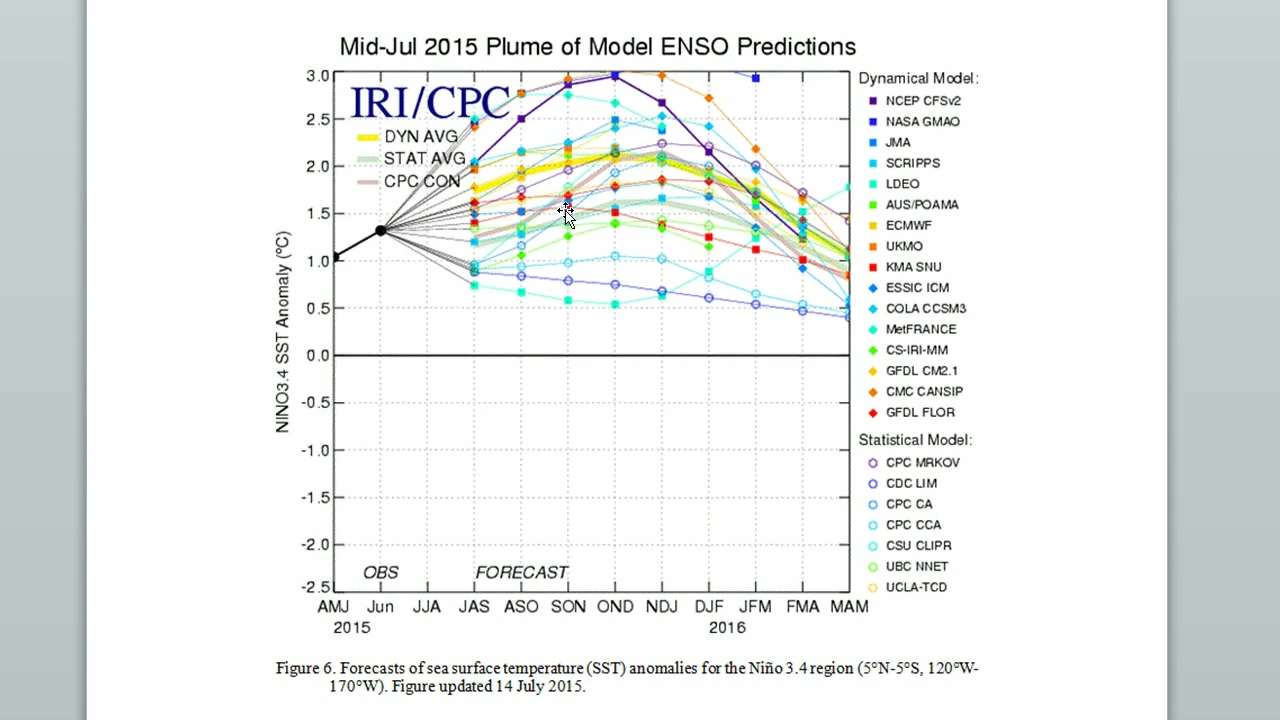 Mid-Jul 2015 Plume of Model ENSO Predictions
IRI/CPC
DYN AVG
STAT AVG
CPC CON
3.0
2.5
2.0
1.5
1.0
0.5
0.0
-0.5
-1.0
-1.5
-2.0
-2.5
NINO3.4 SST Anomaly (°C)
OBS FORECAST
AMJ Jun JJA JAS ASO SON OND NDJ DJF JFM FMA MAM
2015 2016
Dynamical Model:
NCEP CFSv2
NASA GMAO
JMA
SCRIPPS
LDEO
AUS/POAMA
ECMWF
UKMO
KMA SNU
ESSIC ICM
COLA CCSM3
MetFRANCE
CS-IRI-MM
GFDL CM2.1
CMC CANSIP
GFDL FLOR
Statistical Model:
CPC MRKOV
CDC LIM
CPC CA
CPC CCA
CSU CLIPR
UBC NNET
UCLA-TCD
Figure 6. Forecasts of sea surface temperature (SST) anomalies for the Niño 3.4 region (5°N-5°S, 120°W-
170°W). Figure updated 14 July 2015.